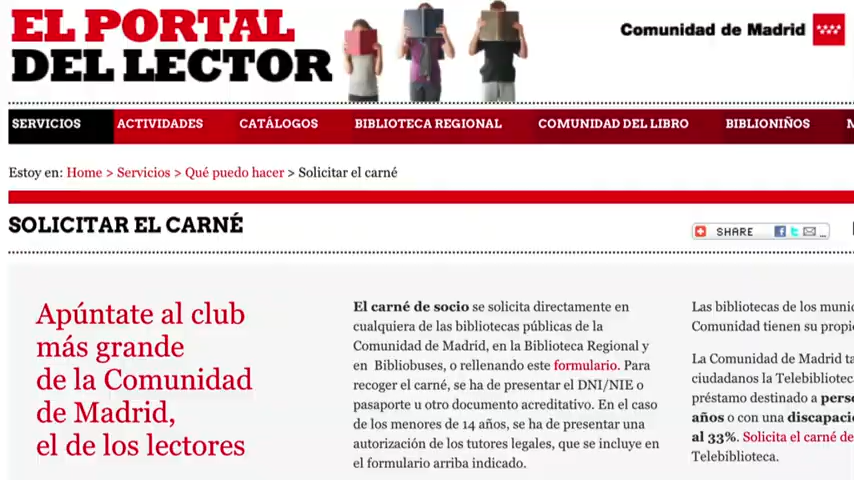 EL PORTAL
DEL LECTOR
Comunidad de Madrid
SERVICIOS ACTIVIDADES CATÁLOGOS BIBLIOTECA REGIONAL COMUNIDAD DEL LIBRO BIBLIONIÑOS
Estoy en: Home > Servicios > Qué puedo hacer > Solicitar el carné
SOLICITAR EL CARNÉ
SHARE
Apúntate al club
más grande
de la Comunidad
de Madrid,
el de los lectores
El carné de socio se solicita directamente en
cualquiera de las bibliotecas públicas de la
Comunidad de Madrid, en la Biblioteca Regional y
en Bibliobuses, o rellenando este formulario. Para
recoger el carné, se ha de presentar el DNI/NIE o
pasaporte u otro documento acreditativo. En el caso
de los menores de 14 años, se ha de presentar una
autorización de los tutores legales, que se incluye en
el formulario arriba indicado.
Las bibliotecas de los
Comunidad tienen su
La Comunidad de Madrid
ciudadanos la
préstamo destinado a
años o con una
al 33%. Solicita el carné de
Telebiblioteca.